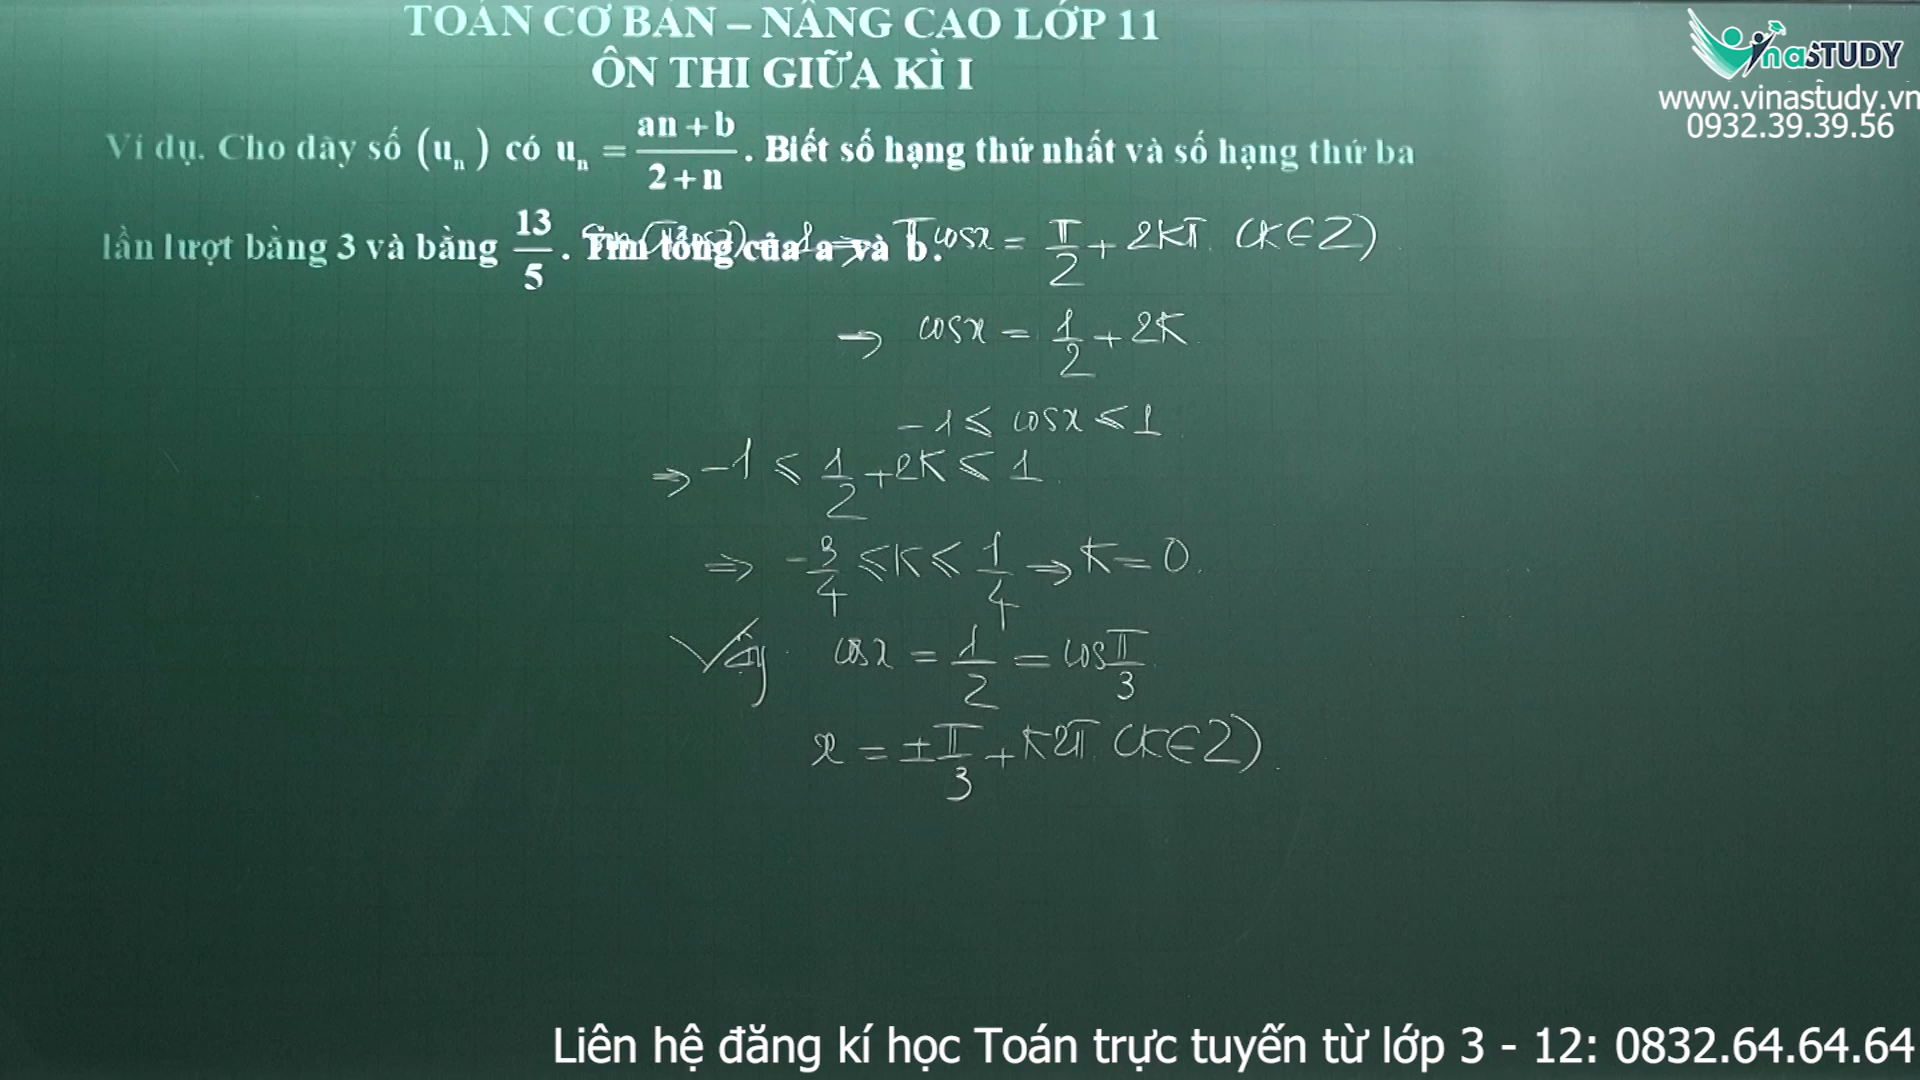 TOÁN CƠ BẢN – NÂNG CAO LỚP 11
ÔN THI GIỮA KÌ I
VinaSTUDY
www.vinastudy.vn
0932.39.39.56
Ví dụ. Cho dãy số (uₙ) có uₙ = (an + b)/(2 + n). Biết số hạng thứ nhất và số hạng thứ ba
lần lượt bằng 3 và bằng 13/5. Tìm tổng của a và b.
1 ⇒ π cosx = π/2 + 2kπ. (k∈Z)
→ cosx = 1/2 + 2k
-1 ≤ cosx ≤ 1
⇒ -1 ≤ 1/2 + 2k ≤ 1
⇒ -3/4 ≤ k ≤ 1/4 → k = 0.
Vậy cosx = 1/2 = cos π/3
x = ± π/3 + k2π. (k∈Z)
Liên hệ đăng kí học Toán trực tuyến từ lớp 3 - 12: 0832.64.64.64